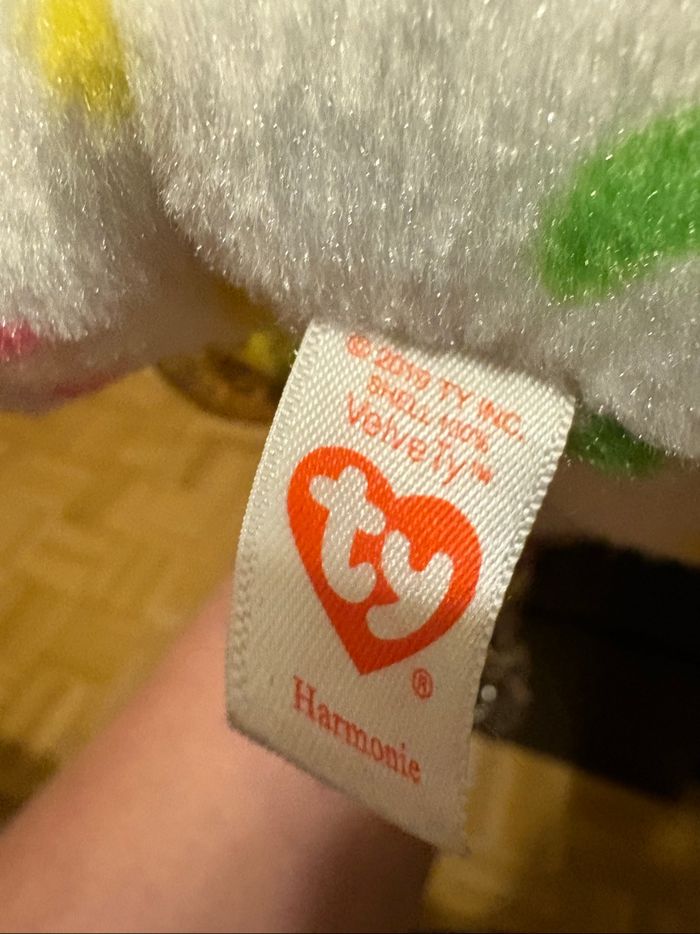 © 2019 TY INC.
SHELL 100%
VelveTy™
ty
®
Harmonie